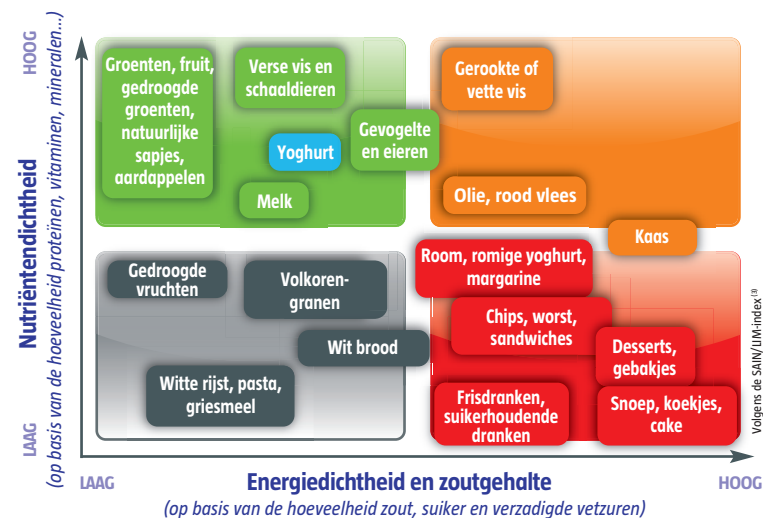 HOOG
Nutriëntendichtheid
(op basis van de hoeveelheid proteïnen, vitaminen, mineralen...)
LAAG
Groenten, fruit,
gedroogde
groenten,
natuurlijke
sapjes,
aardappelen
Verse vis en
schaaldieren
Yoghurt
Gevogelte
en eieren
Melk
Gerookte of
vette vis
Olie, rood vlees
Kaas
Gedroogde
vruchten
Volkoren-
granen
Wit brood
Witte rijst, pasta,
griesmeel
Room, romige yoghurt,
margarine
Chips, worst,
sandwiches
Desserts,
gebakjes
Frisdranken,
suikerhoudende
dranken
Snoep, koekjes,
cake
Volgens de SAIN/LIM-index (3)
LAAG
Energiedichtheid en zoutgehalte
HOOG
(op basis van de hoeveelheid zout, suiker en verzadigde vetzuren)